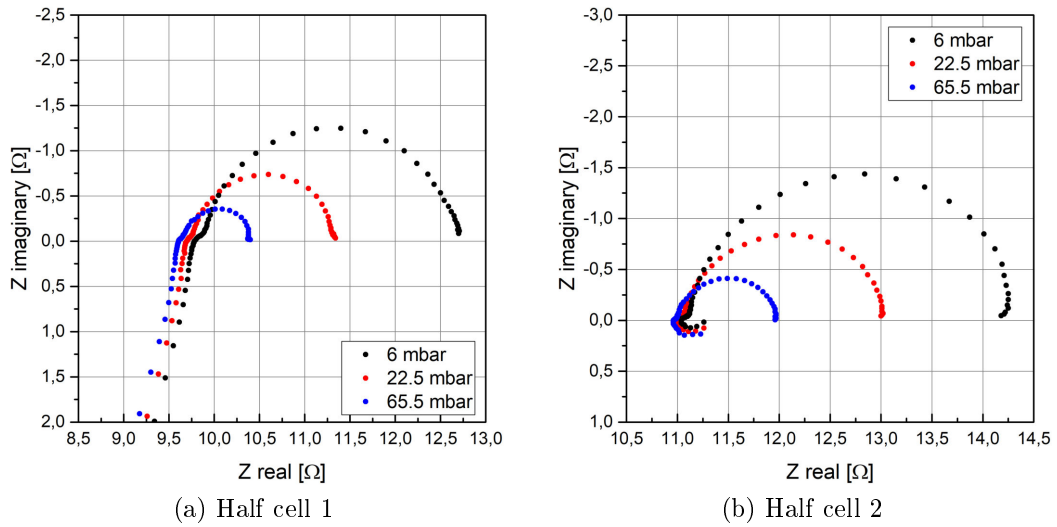 -2,5
-2,0
-1,5
-1,0
-0,5
0,0
0,5
1,0
1,5
2,0
8,5 9,0 9,5 10,0 10,5 11,0 11,5 12,0 12,5 13,0
Z imaginary [Ω]
Z real [Ω]
6 mbar
22.5 mbar
65.5 mbar
(a) Half cell 1
-3,0
-2,5
-2,0
-1,5
-1,0
-0,5
0,0
0,5
1,0
10,5 11,0 11,5 12,0 12,5 13,0 13,5 14,0 14,5
Z imaginary [Ω]
Z real [Ω]
6 mbar
22.5 mbar
65.5 mbar
(b) Half cell 2